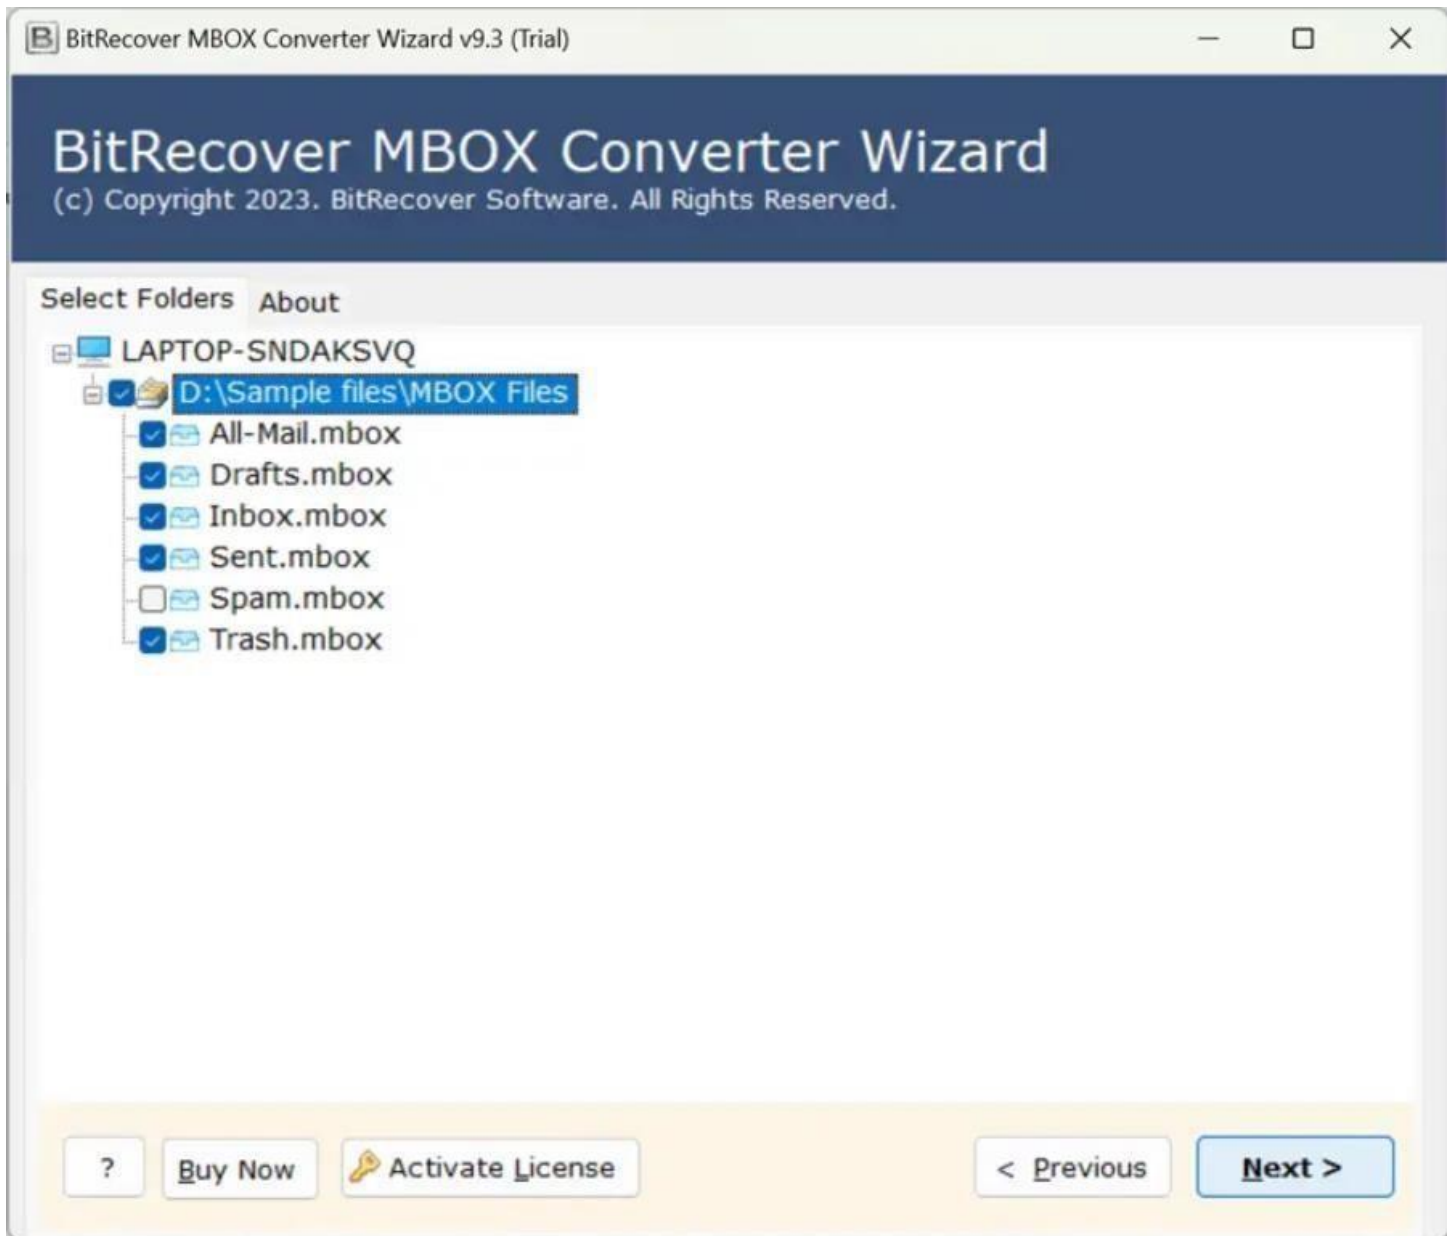 BitRecover MBOX Converter Wizard v9.3 (Trial)
BitRecover MBOX Converter Wizard
(c) Copyright 2023. BitRecover Software. All Rights Reserved.
Select Folders About
LAPTOP-SNDAKSVQ
D:\Sample files\MBOX Files
All-Mail.mbox
Drafts.mbox
Inbox.mbox
Sent.mbox
Spam.mbox
Trash.mbox
? Buy Now Activate License < Previous Next >